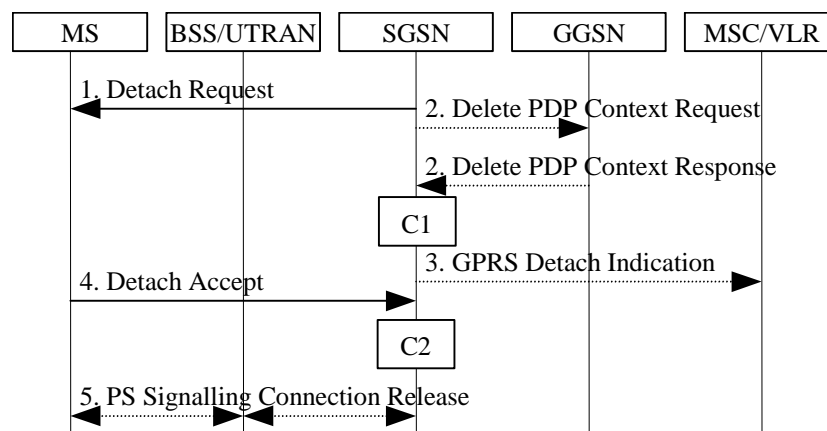 MS BSS/UTRAN SGSN GGSN MSC/VLR
1. Detach Request
2. Delete PDP Context Request
2. Delete PDP Context Response
C1
3. GPRS Detach Indication
4. Detach Accept
C2
5. PS Signalling Connection Release